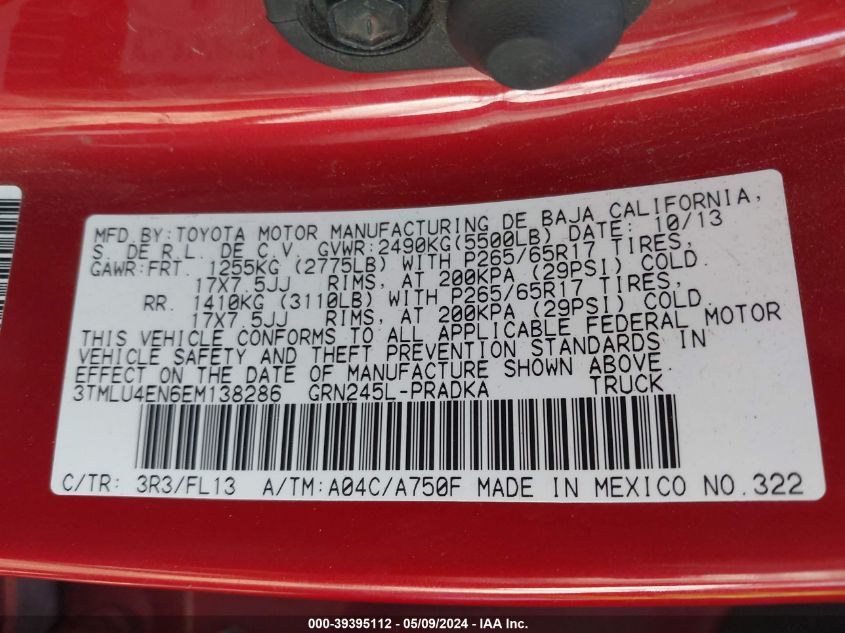 MFD BY:TOYOTA MOTOR MANUFACTURING DE BAJA CALIFORNIA,
S. DE R.L. DE C.V. GVWR:2490KG(5500LB) DATE: 10/13
GAWR:FRT. 1255KG (2775LB) WITH P265/65R17 TIRES,
17X7.5JJ RIMS, AT 200KPA (29PSI) COLD.
RR. 1410KG (3110LB) WITH P265/65R17 TIRES,
17X7.5JJ RIMS, AT 200KPA (29PSI) COLD.
THIS VEHICLE CONFORMS TO ALL APPLICABLE FEDERAL MOTOR
VEHICLE SAFETY AND THEFT PREVENTION STANDARDS IN
EFFECT ON THE DATE OF MANUFACTURE SHOWN ABOVE.
3TMLU4EN6EM138286 GRN245L-PRADKA TRUCK
C/TR: 3R3/FL13 A/TM:A04C/A750F MADE IN MEXICO NO.322
000-39395112 - 05/09/2024 - IAA Inc.